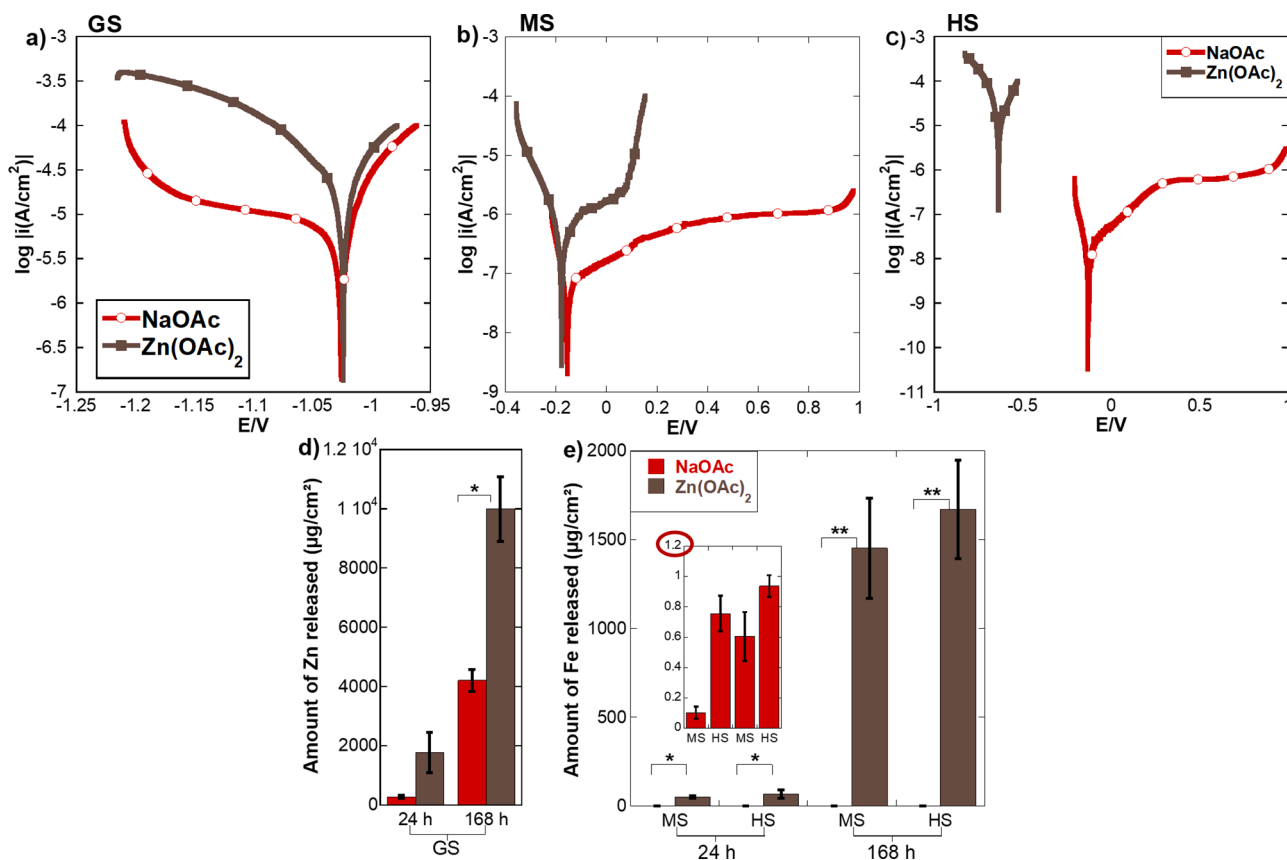 GS
MS
HS
a)
b)
c)
-3
-3.5
-4
-4.5
-5
-5.5
-6
-6.5
-7
log |i(A/cm²)|
NaOAc
Zn(OAc)₂
-1.25 -1.2 -1.15 -1.1 -1.05 -1 -0.95
E/V
-3
-4
-5
-6
-7
-8
-9
log |i(A/cm²)|
-0.4 -0.2 0 0.2 0.4 0.6 0.8 1
E/V
-3
-4
-5
-6
-7
-8
-9
-10
-11
log |i(A/cm²)|
NaOAc
Zn(OAc)₂
-1 -0.5 0 0.5 1
E/V
d)
1.2 10⁴
1 10⁴
8000
6000
4000
2000
0
Amount of Zn released (µg/cm²)
*
24 h 168 h
GS
e)
2000
1500
1000
500
0
Amount of Fe released (µg/cm²)
NaOAc
Zn(OAc)₂
1.2
1
0.8
0.6
0.4
0.2
0
MS HS MS HS
* * ** **
MS HS MS HS
24 h 168 h